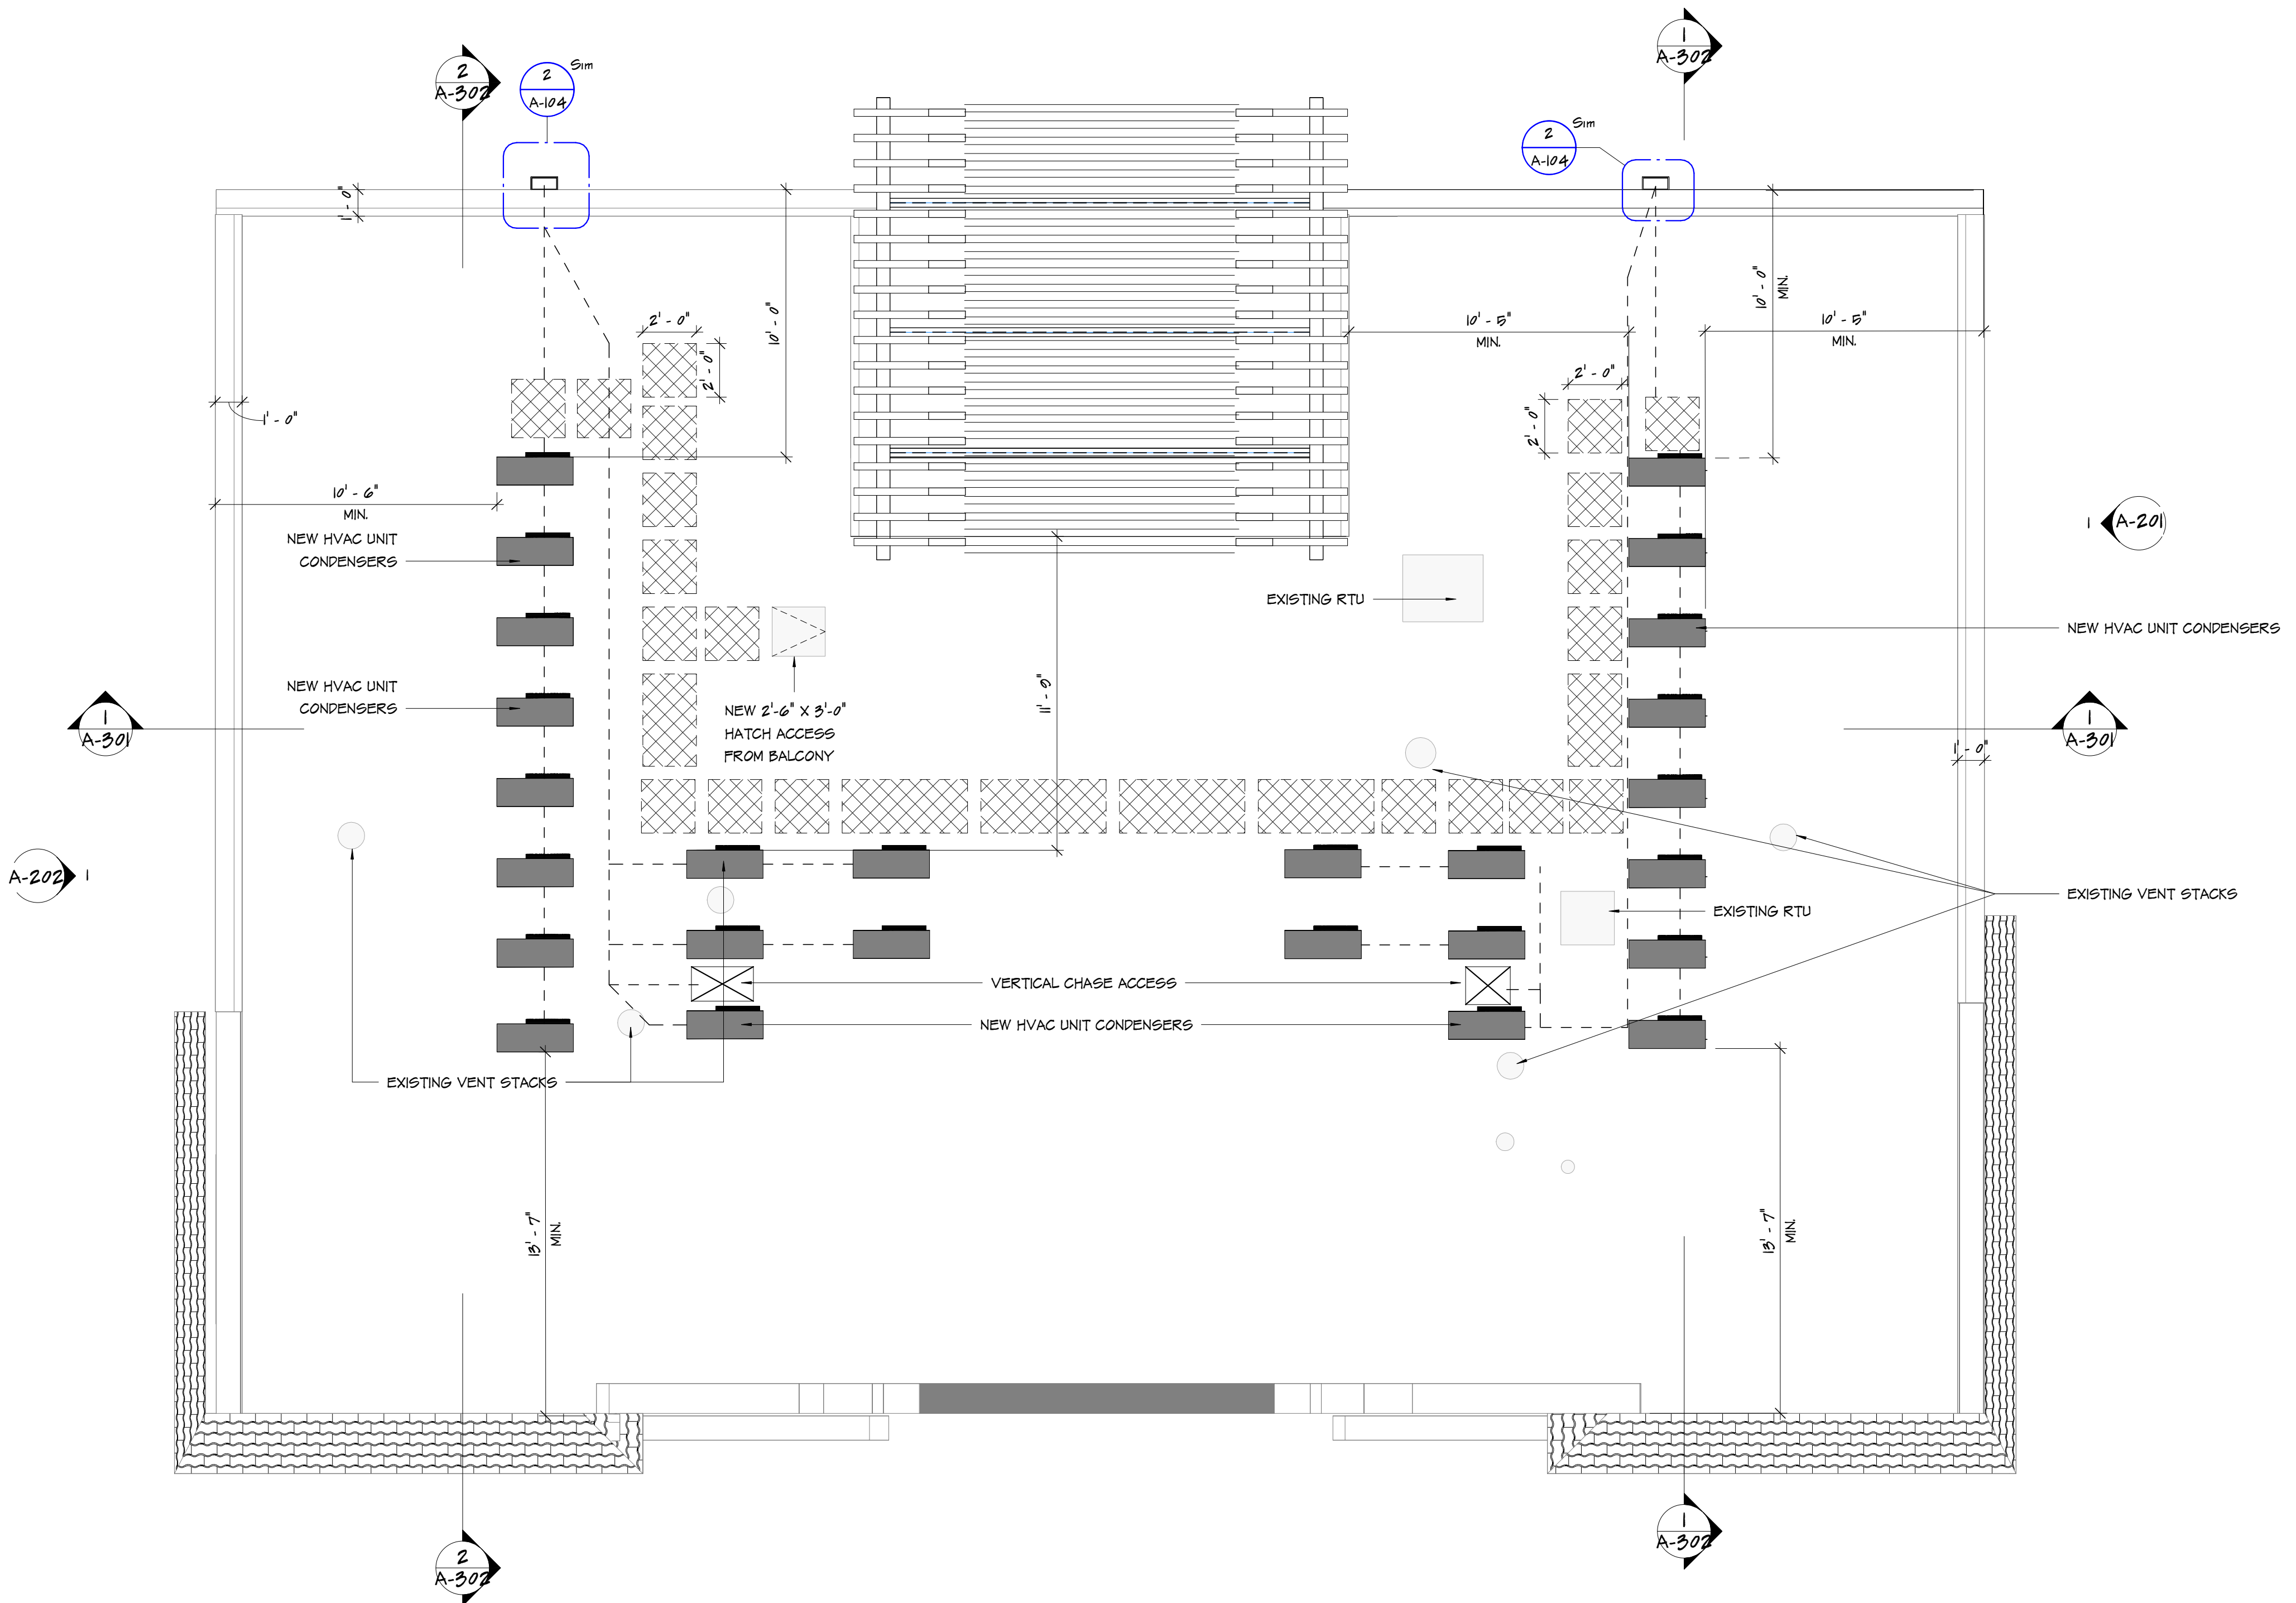 1
A-302
2
A-302
Sim
2
A-104
Sim
2
A-104
1' - 0"
10' - 0"
10' - 0"
MIN.
2' - 0"
2' - 0"
10' - 5"
MIN.
10' - 5"
MIN.
2' - 0"
2' - 0"
1' - 0"
10' - 6"
MIN.
NEW HVAC UNIT
CONDENSERS
1
A-201
EXISTING RTU
NEW HVAC UNIT CONDENSERS
NEW HVAC UNIT
CONDENSERS
11' - 9"
NEW 2'-6" X 3'-0"
HATCH ACCESS
FROM BALCONY
1
A-301
1
A-301
1' - 0"
A-202
1
EXISTING VENT STACKS
EXISTING RTU
VERTICAL CHASE ACCESS
NEW HVAC UNIT CONDENSERS
EXISTING VENT STACKS
13' - 7"
MIN.
13' - 7"
MIN.
1
A-302
2
A-302